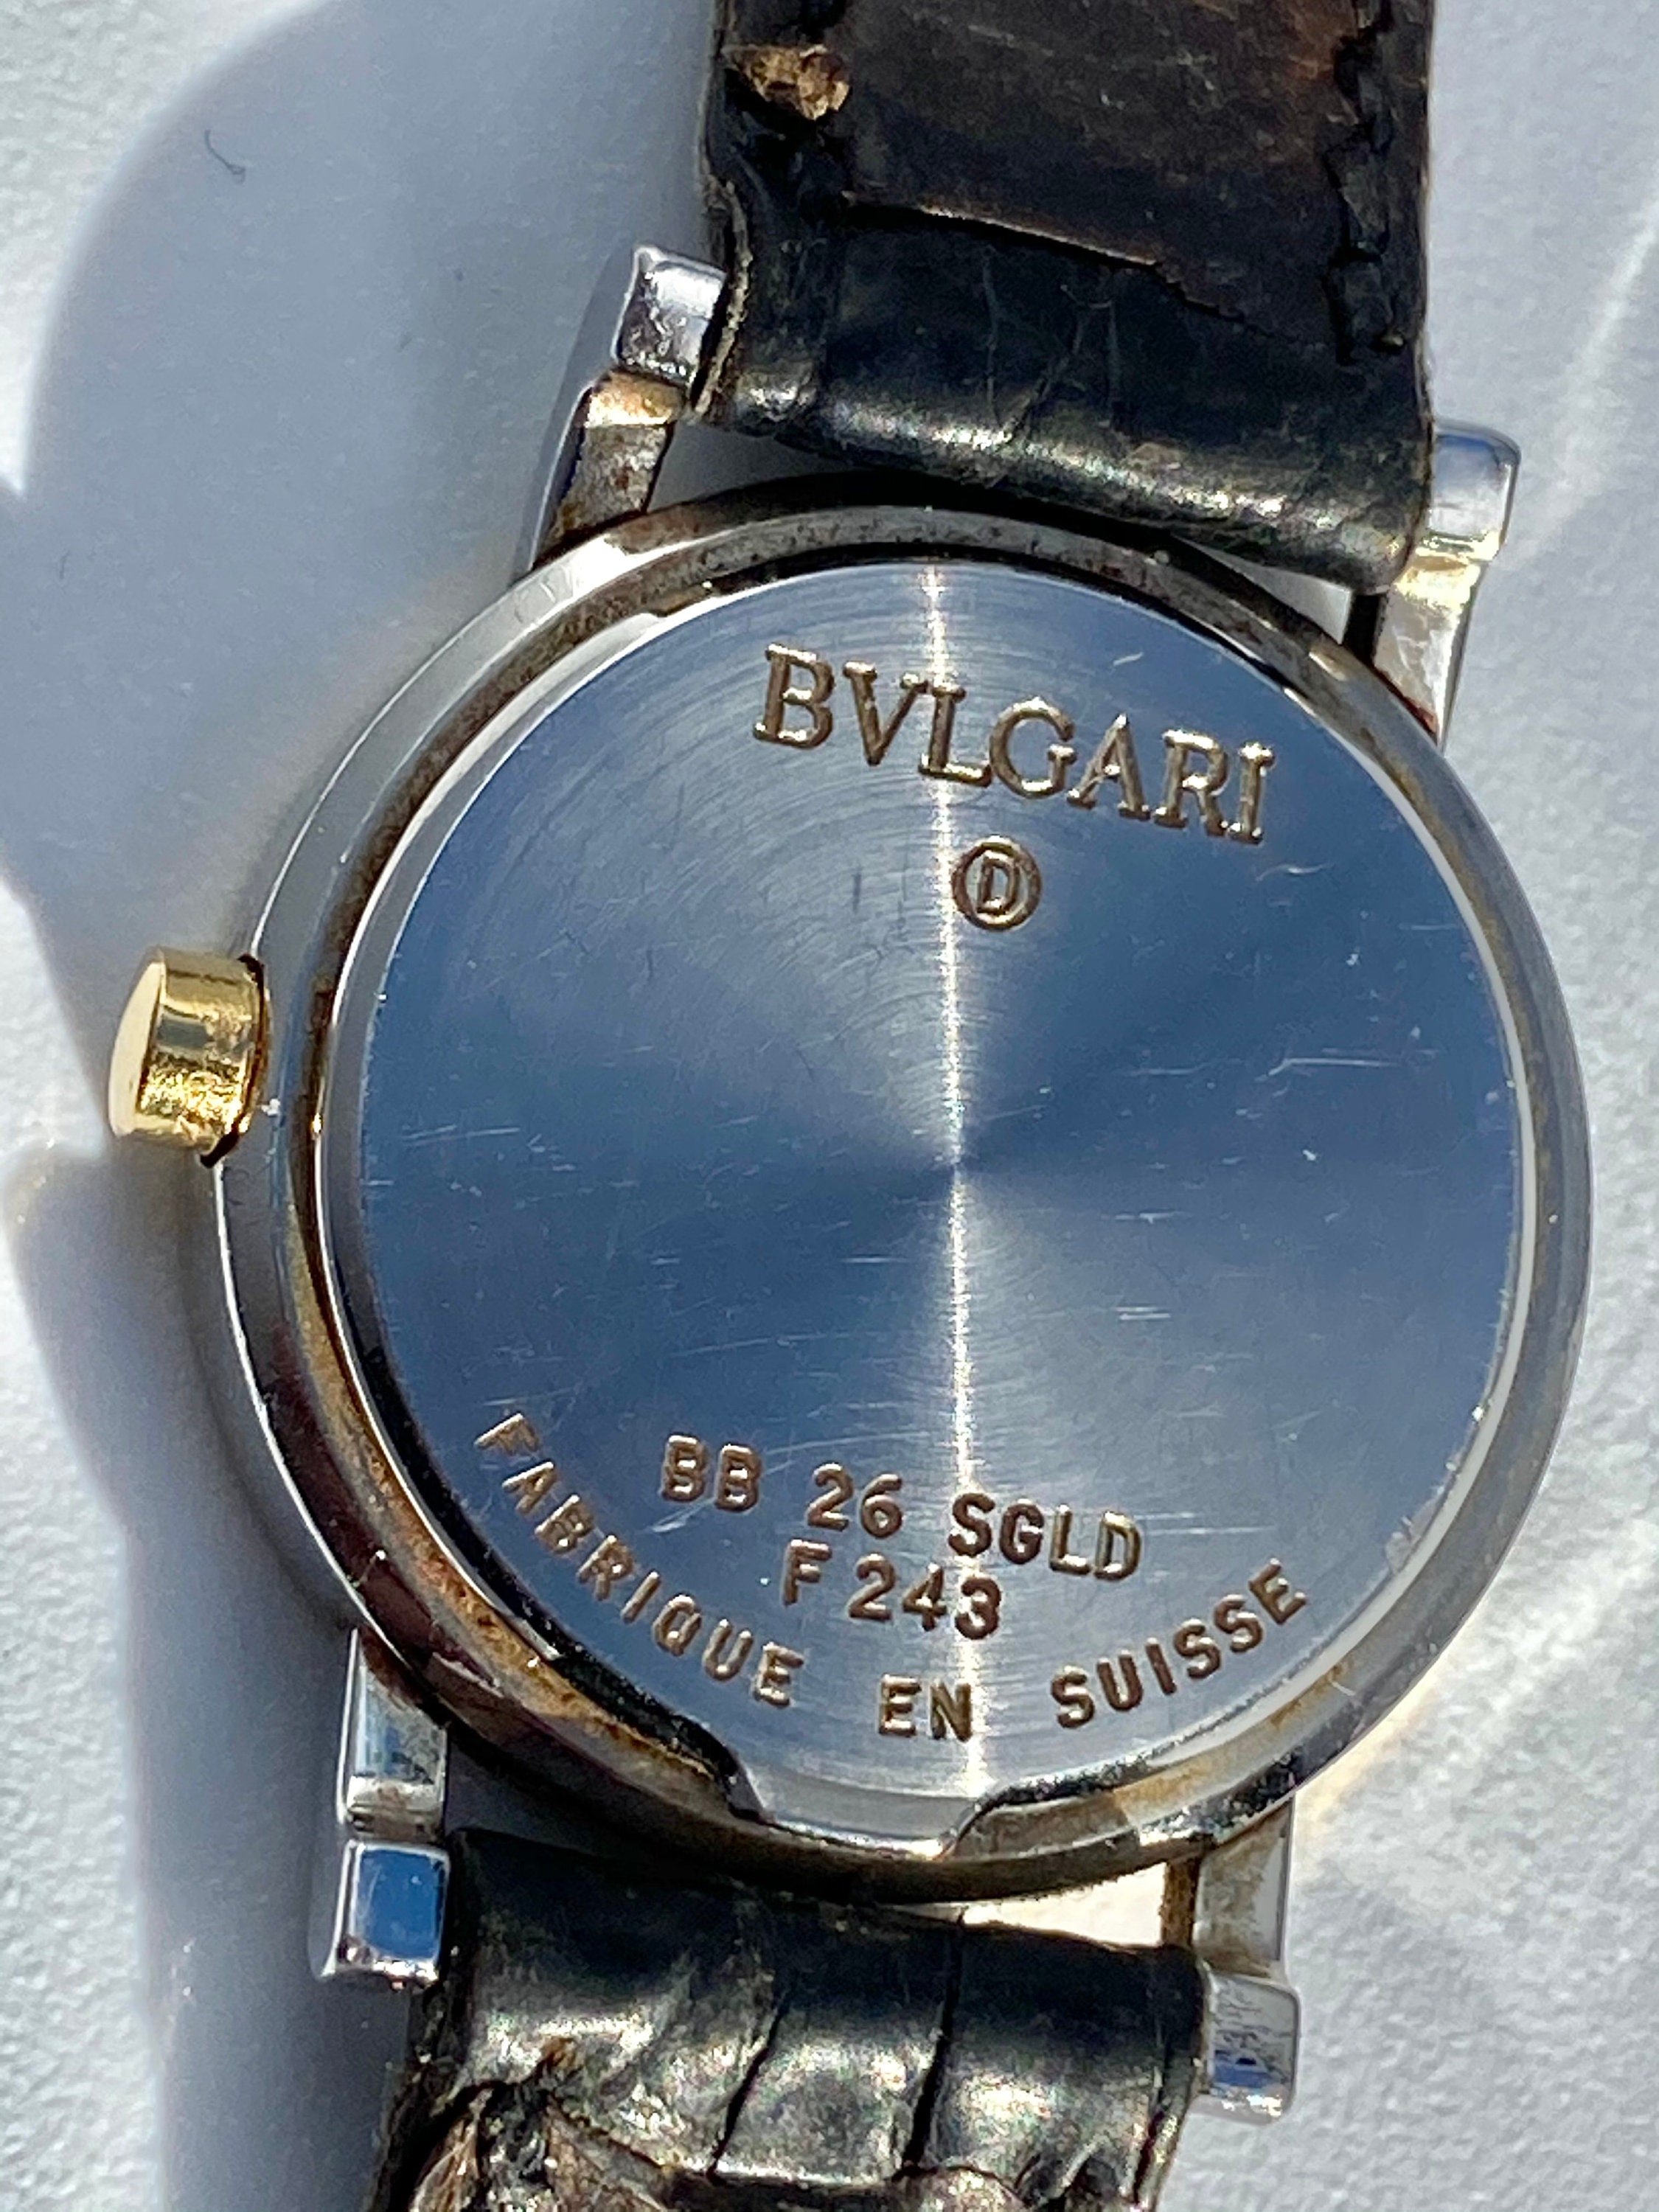 BVLGARI
D
BB 26 SGLD
F 243
FABRIQUE EN SUISSE